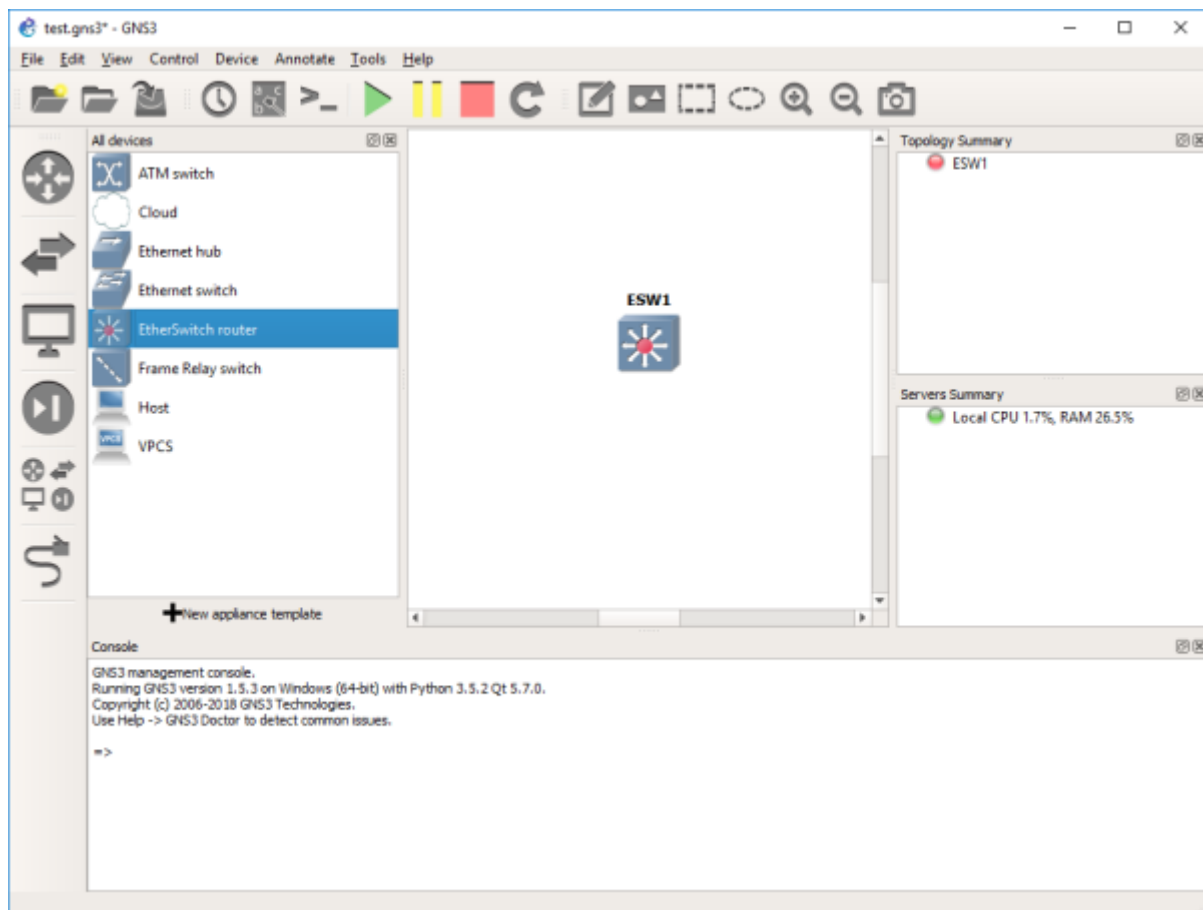 test.gns3* - GNS3
File Edit View Control Device Annotate Tools Help
All devices
ATM switch
Cloud
Ethernet hub
Ethernet switch
EtherSwitch router
Frame Relay switch
Host
VPCS
New appliance template
ESW1
Topology Summary
ESW1
Servers Summary
Local CPU 1.7%, RAM 26.5%
Console
GNS3 management console.
Running GNS3 version 1.5.3 on Windows (64-bit) with Python 3.5.2 Qt 5.7.0.
Copyright (c) 2006-2018 GNS3 Technologies.
Use Help -> GNS3 Doctor to detect common issues.
=>